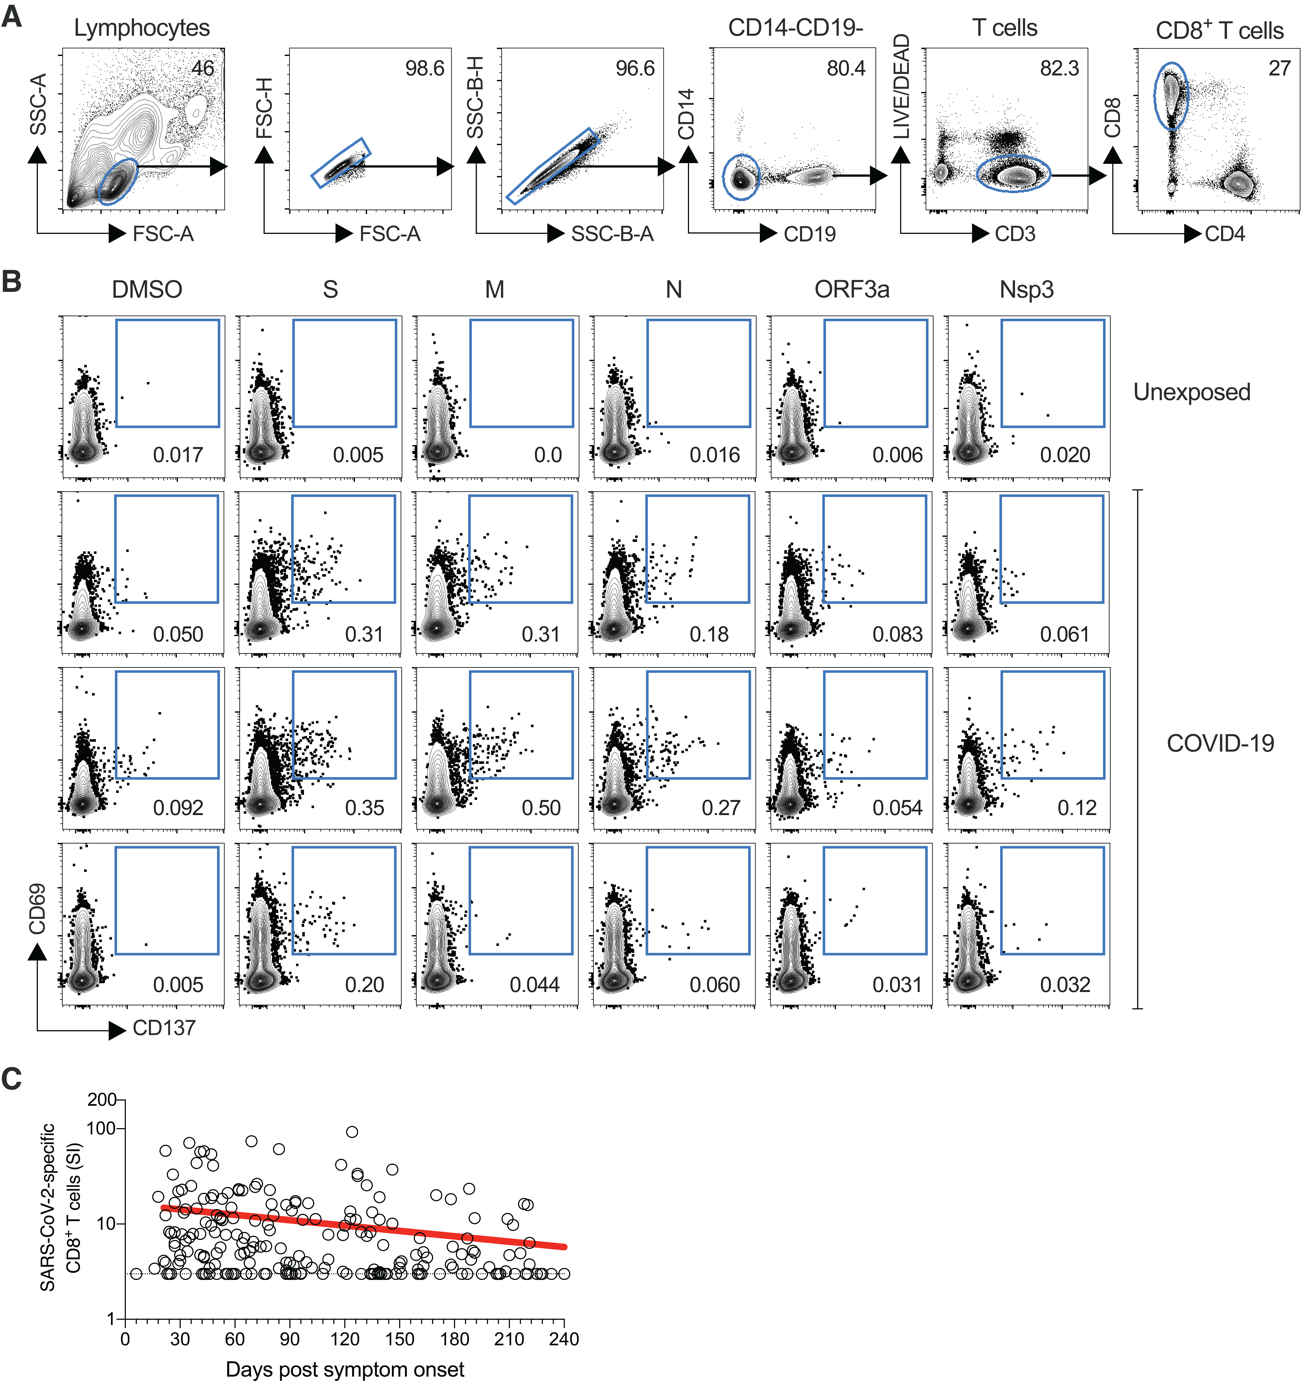 A
Lymphocytes
CD14-CD19-
T cells
CD8+ T cells
46
98.6
96.6
80.4
82.3
27
SSC-A
FSC-H
SSC-B-H
CD14
LIVE/DEAD
CD8
FSC-A
FSC-A
SSC-B-A
CD19
CD3
CD4
B
DMSO
S
M
N
ORF3a
Nsp3
0.017
0.005
0.0
0.016
0.006
0.020
Unexposed
0.050
0.31
0.31
0.18
0.083
0.061
0.092
0.35
0.50
0.27
0.054
0.12
COVID-19
0.005
0.20
0.044
0.060
0.031
0.032
CD69
CD137
C
SARS-CoV-2-specific
CD8+ T cells (SI)
200
100
10
1
0
30
60
90
120
150
180
210
240
Days post symptom onset